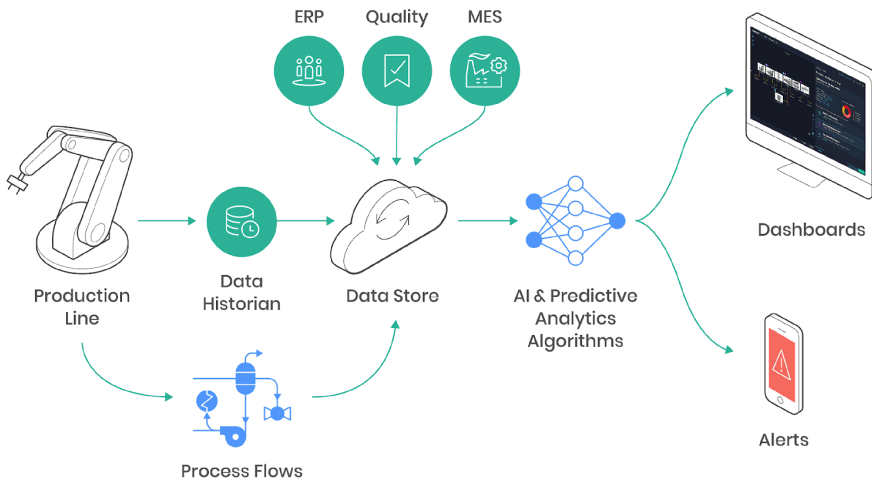 ERP
Quality
MES
Production
Line
Data
Historian
Data Store
AI & Predictive
Analytics
Algorithms
Dashboards
Alerts
Process Flows